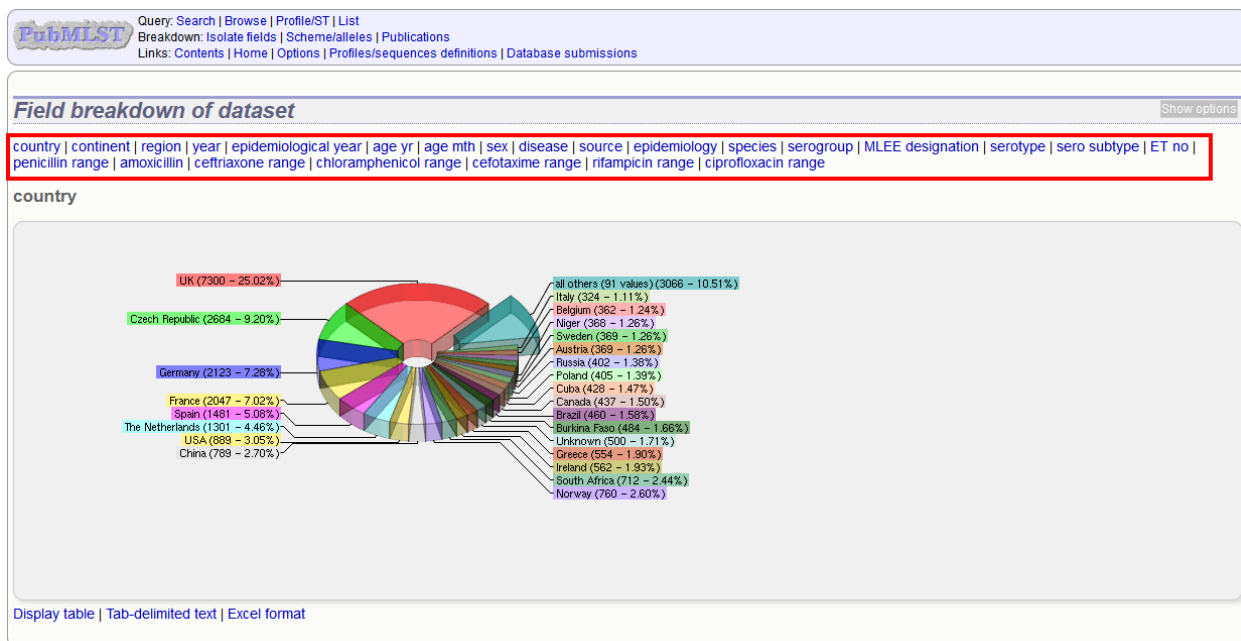 PubMLST
Query: Search | Browse | Profile/ST | List
Breakdown: Isolate fields | Scheme/alleles | Publications
Links: Contents | Home | Options | Profiles/sequences definitions | Database submissions
Field breakdown of dataset
Show options
country | continent | region | year | epidemiological year | age yr | age mth | sex | disease | source | epidemiology | species | serogroup | MLEE designation | serotype | sero subtype | ET no |
penicillin range | amoxicillin | ceftriaxone range | chloramphenicol range | cefotaxime range | rifampicin range | ciprofloxacin range
country
UK (7300 - 25.02%)
Czech Republic (2684 - 9.20%)
Germany (2123 - 7.28%)
France (2047 - 7.02%)
Spain (1481 - 5.08%)
The Netherlands (1301 - 4.46%)
USA (889 - 3.05%)
China (789 - 2.70%)
all others (91 values) (3066 - 10.51%)
Italy (324 - 1.11%)
Belgium (362 - 1.24%)
Niger (368 - 1.26%)
Sweden (369 - 1.26%)
Austria (369 - 1.26%)
Russia (402 - 1.38%)
Poland (405 - 1.39%)
Cuba (428 - 1.47%)
Canada (437 - 1.50%)
Brazil (460 - 1.58%)
Burkina Faso (484 - 1.66%)
Unknown (500 - 1.71%)
Greece (554 - 1.90%)
Ireland (562 - 1.93%)
South Africa (712 - 2.44%)
Norway (760 - 2.60%)
Display table | Tab-delimited text | Excel format